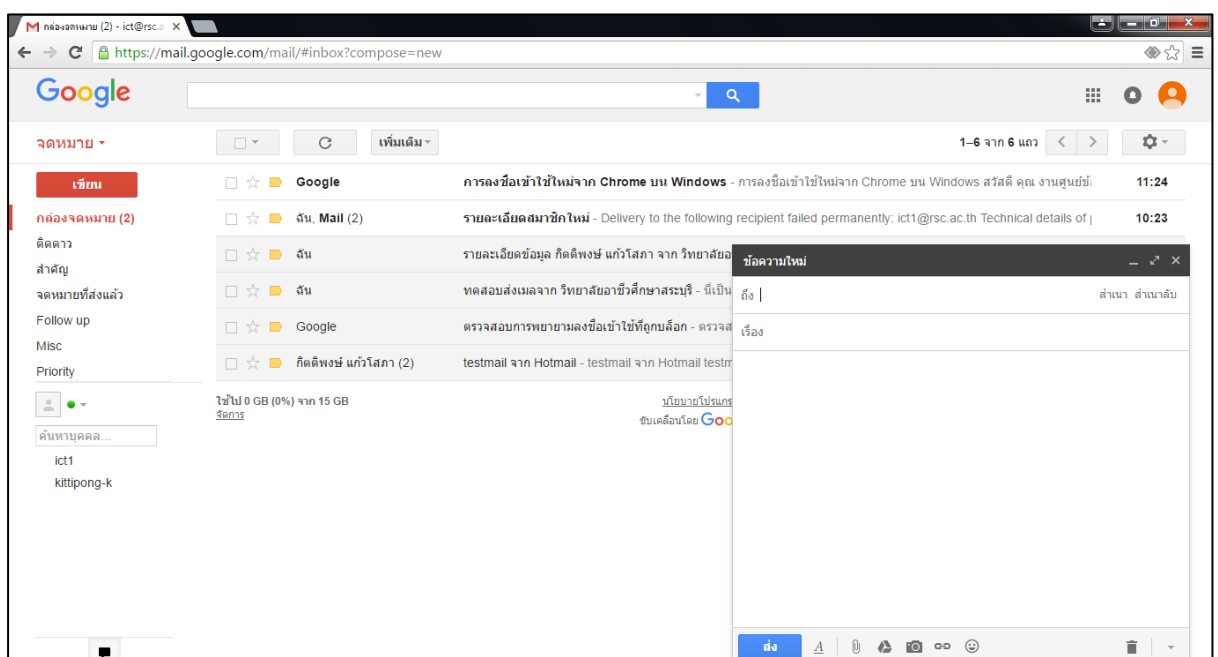 กล่องจดหมาย (2) - ict@rsc.a
https://mail.google.com/mail/#inbox?compose=new
Google
จดหมาย
เพิ่มเติม
1–6 จาก 6 แถว
เขียน
กล่องจดหมาย (2)
ติดดาว
สำคัญ
จดหมายที่ส่งแล้ว
Follow up
Misc
Priority
ค้นหาบุคคล...
ict1
kittipong-k
Google การลงชื่อเข้าใช้ใหม่จาก Chrome บน Windows - การลงชื่อเข้าใช้ใหม่จาก Chrome บน Windows สวัสดี คุณ งานศูนย์ข้ 11:24
ฉัน, Mail (2) รายละเอียดสมาชิกใหม่ - Delivery to the following recipient failed permanently: ict1@rsc.ac.th Technical details of 10:23
ฉัน รายละเอียดข้อมูล กิตติพงษ์ แก้วโสภา จาก วิทยาลัยอ
ฉัน ทดสอบส่งเมลจาก วิทยาลัยอาชีวศึกษาสระบุรี - นี่เป็น
Google ตรวจสอบการพยายามลงชื่อเข้าใช้ที่ถูกบล็อก - ตรวจส
กิตติพงษ์ แก้วโสภา (2) testmail จาก Hotmail - testmail จาก Hotmail testm
ใช้ไป 0 GB (0%) จาก 15 GB
จัดการ
นโยบายโปรแกร
ขับเคลื่อนโดย Goo
ข้อความใหม่
ถึง สำเนา สำเนาลับ
เรื่อง
ส่ง